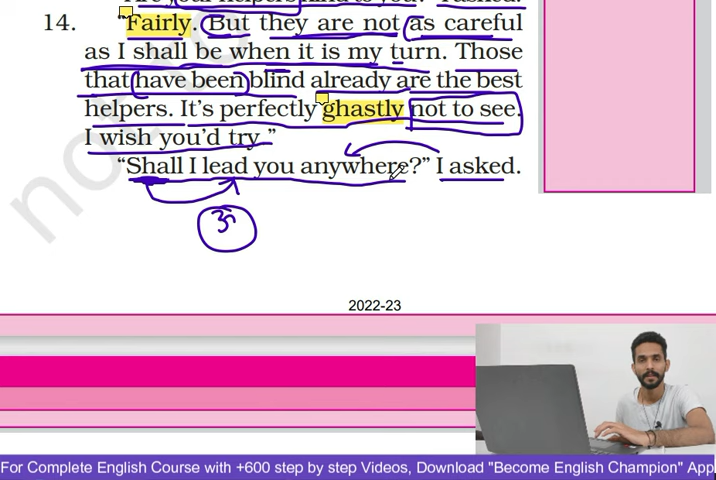 14. "Fairly. But they are not as careful
as I shall be when it is my turn. Those
that have been blind already are the best
helpers. It's perfectly ghastly not to see.
I wish you'd try."
"Shall I lead you anywhere?" I asked.
not
2022-23
For Complete English Course with +600 step by step Videos, Download "Become English Champion" App